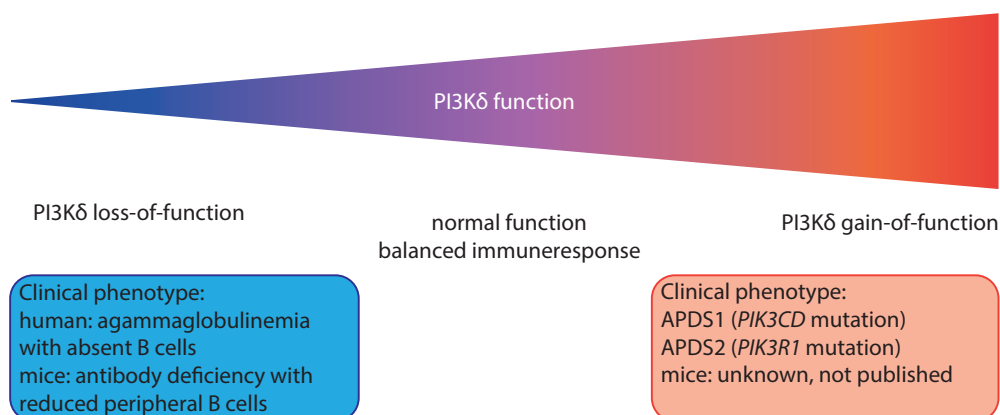 PI3Kδ function
PI3Kδ loss-of-function
normal function
balanced immuneresponse
PI3Kδ gain-of-function
Clinical phenotype:
human: agammaglobulinemia
with absent B cells
mice: antibody deficiency with
reduced peripheral B cells
Clinical phenotype:
APDS1 (PIK3CD mutation)
APDS2 (PIK3R1 mutation)
mice: unknown, not published